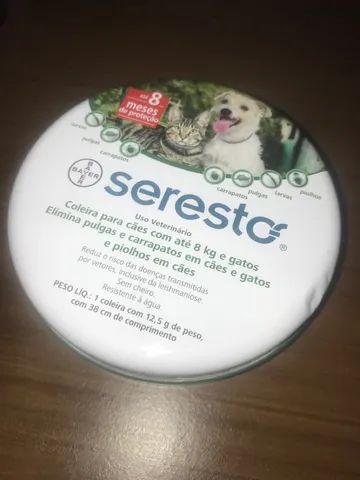 até 8
meses
de proteção
larvas
pulgas
carrapatos
carrapatos
pulgas
larvas
piolhos
BAYER
BAYER
seresto®
Uso Veterinário
Coleira para cães com até 8 kg e gatos
Elimina pulgas e carrapatos em cães e gatos
e piolhos em cães
Reduz o risco das doenças transmitidas
por vetores, inclusive da leishmaniose.
Sem cheiro.
Resistente à água
PESO LÍQ.: 1 coleira com 12,5 g de peso,
com 38 cm de comprimento